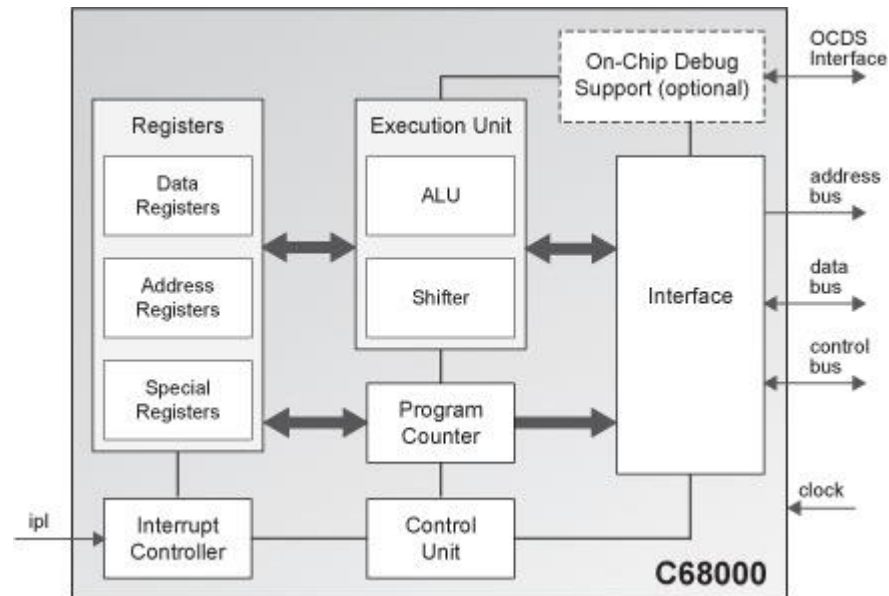 OCDS
Interface
On-Chip Debug
Support (optional)
Registers
Execution Unit
Data
Registers
ALU
address
bus
Address
Registers
Shifter
Interface
data
bus
control
bus
Special
Registers
Program
Counter
ipl
Interrupt
Controller
Control
Unit
clock
C68000